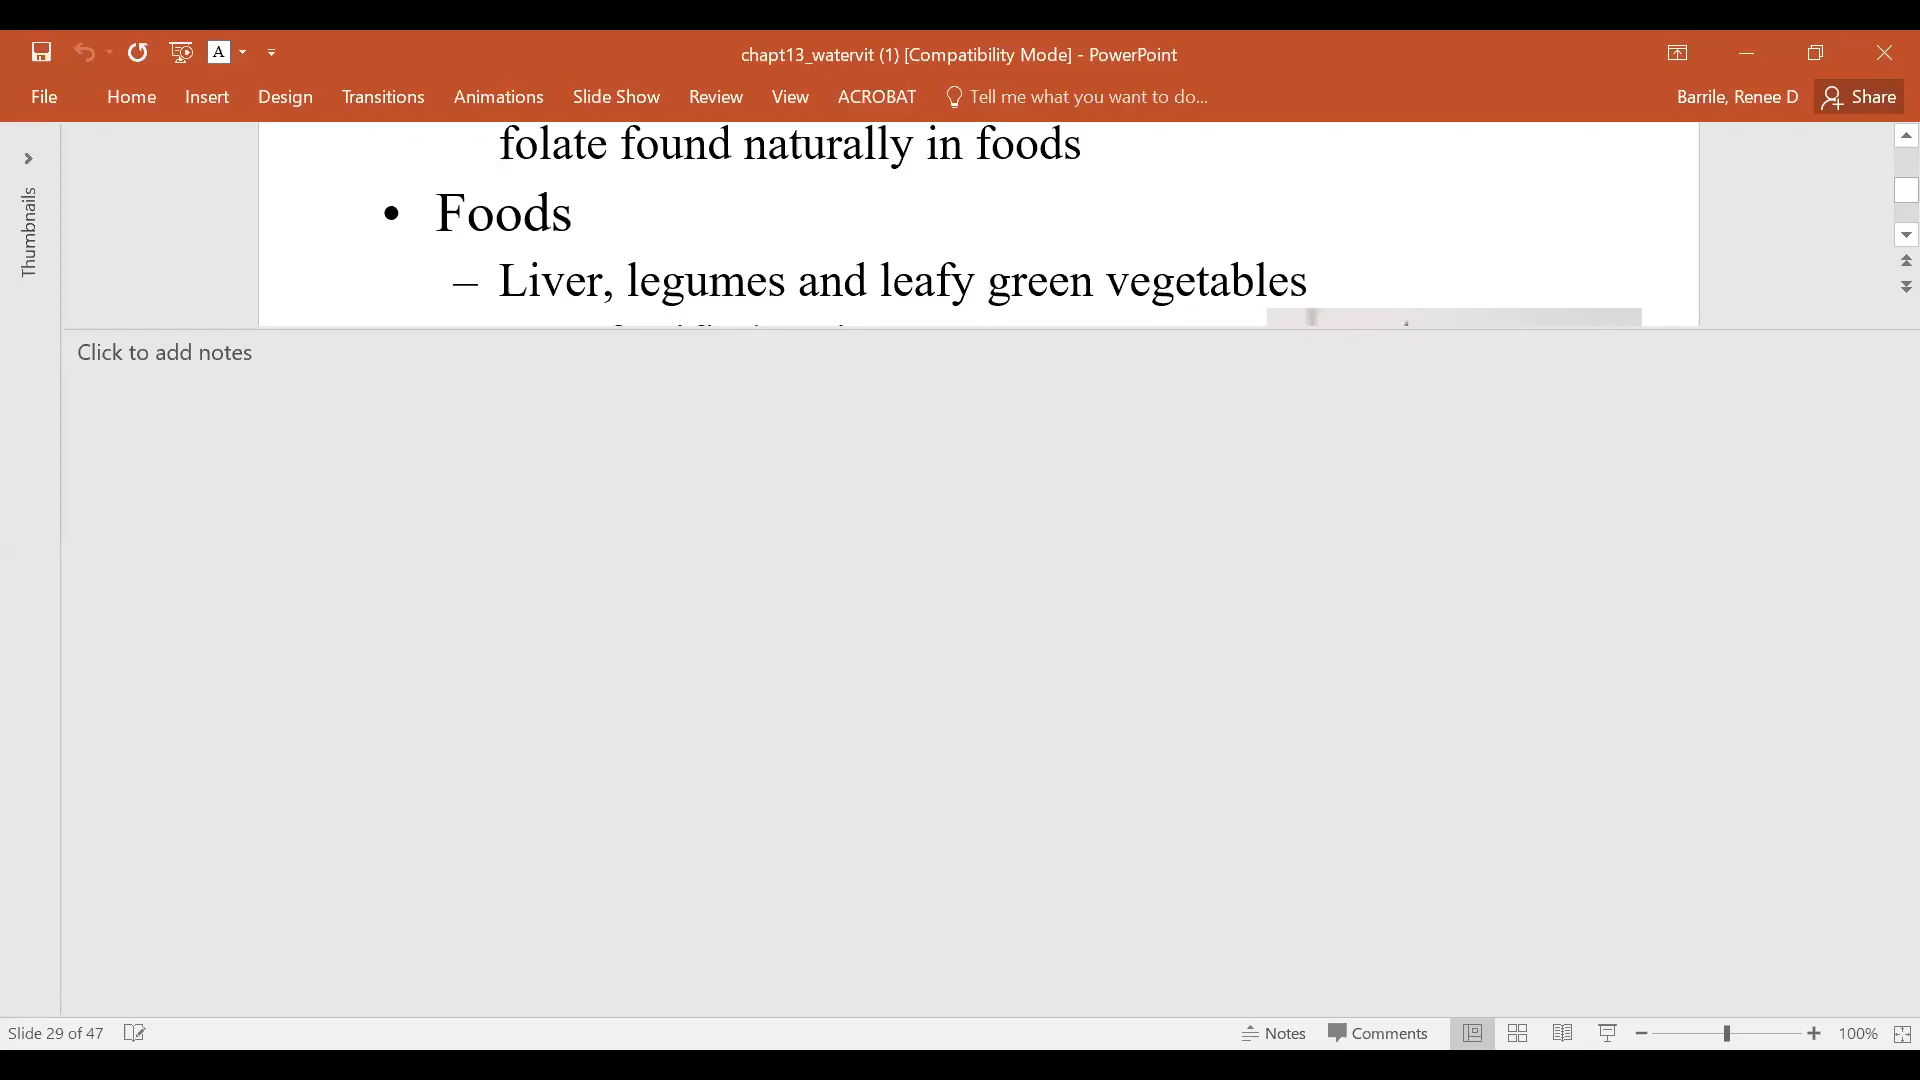 A
chapt13_watervit (1) [Compatibility Mode] - PowerPoint
File Home Insert Design Transitions Animations Slide Show Review View ACROBAT Tell me what you want to do... Barrile, Renee D Share
Thumbnails
folate found naturally in foods
• Foods
– Liver, legumes and leafy green vegetables
Click to add notes
Slide 29 of 47 Notes Comments 100%